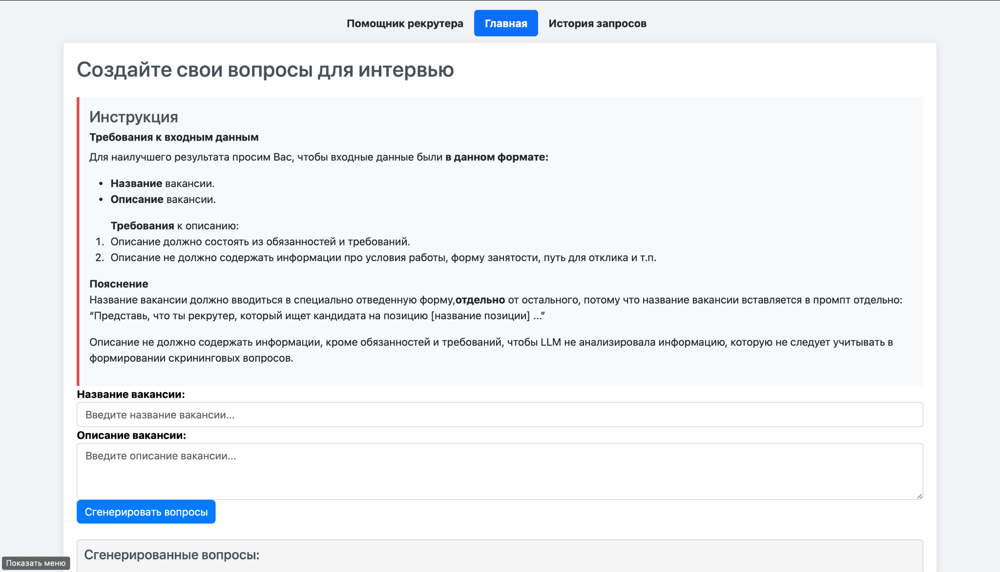 Помощник рекрутера Главная История запросов
Создайте свои вопросы для интервью
Инструкция
Требования к входным данным
Для наилучшего результата просим Вас, чтобы входные данные были в данном формате:
• Название вакансии.
• Описание вакансии.
Требования к описанию:
1. Описание должно состоять из обязанностей и требований.
2. Описание не должно содержать информации про условия работы, форму занятости, путь для отклика и т.п.
Пояснение
Название вакансии должно вводиться в специально отведенную форму,отдельно от остального, потому что название вакансии вставляется в промпт отдельно:
“Представь, что ты рекрутер, который ищет кандидата на позицию [название позиции] ...”
Описание не должно содержать информации, кроме обязанностей и требований, чтобы LLM не анализировала информацию, которую не следует учитывать в
формировании скрининговых вопросов.
Название вакансии:
Введите название вакансии...
Описание вакансии:
Введите описание вакансии...
Сгенерировать вопросы
Сгенерированные вопросы:
Показать меню